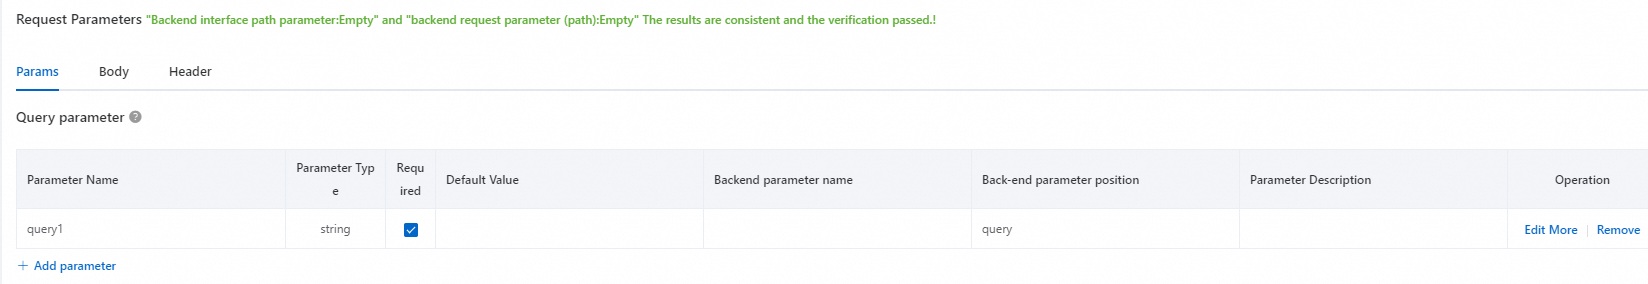 Request Parameters "Backend interface path parameter:Empty" and "backend request parameter (path):Empty" The results are consistent and the verification passed.!
Params Body Header
Query parameter ?
Parameter Name Parameter Typ
e Requ
ired Default Value Backend parameter name Back-end parameter position Parameter Description Operation
query1 string query Edit More Remove
+ Add parameter